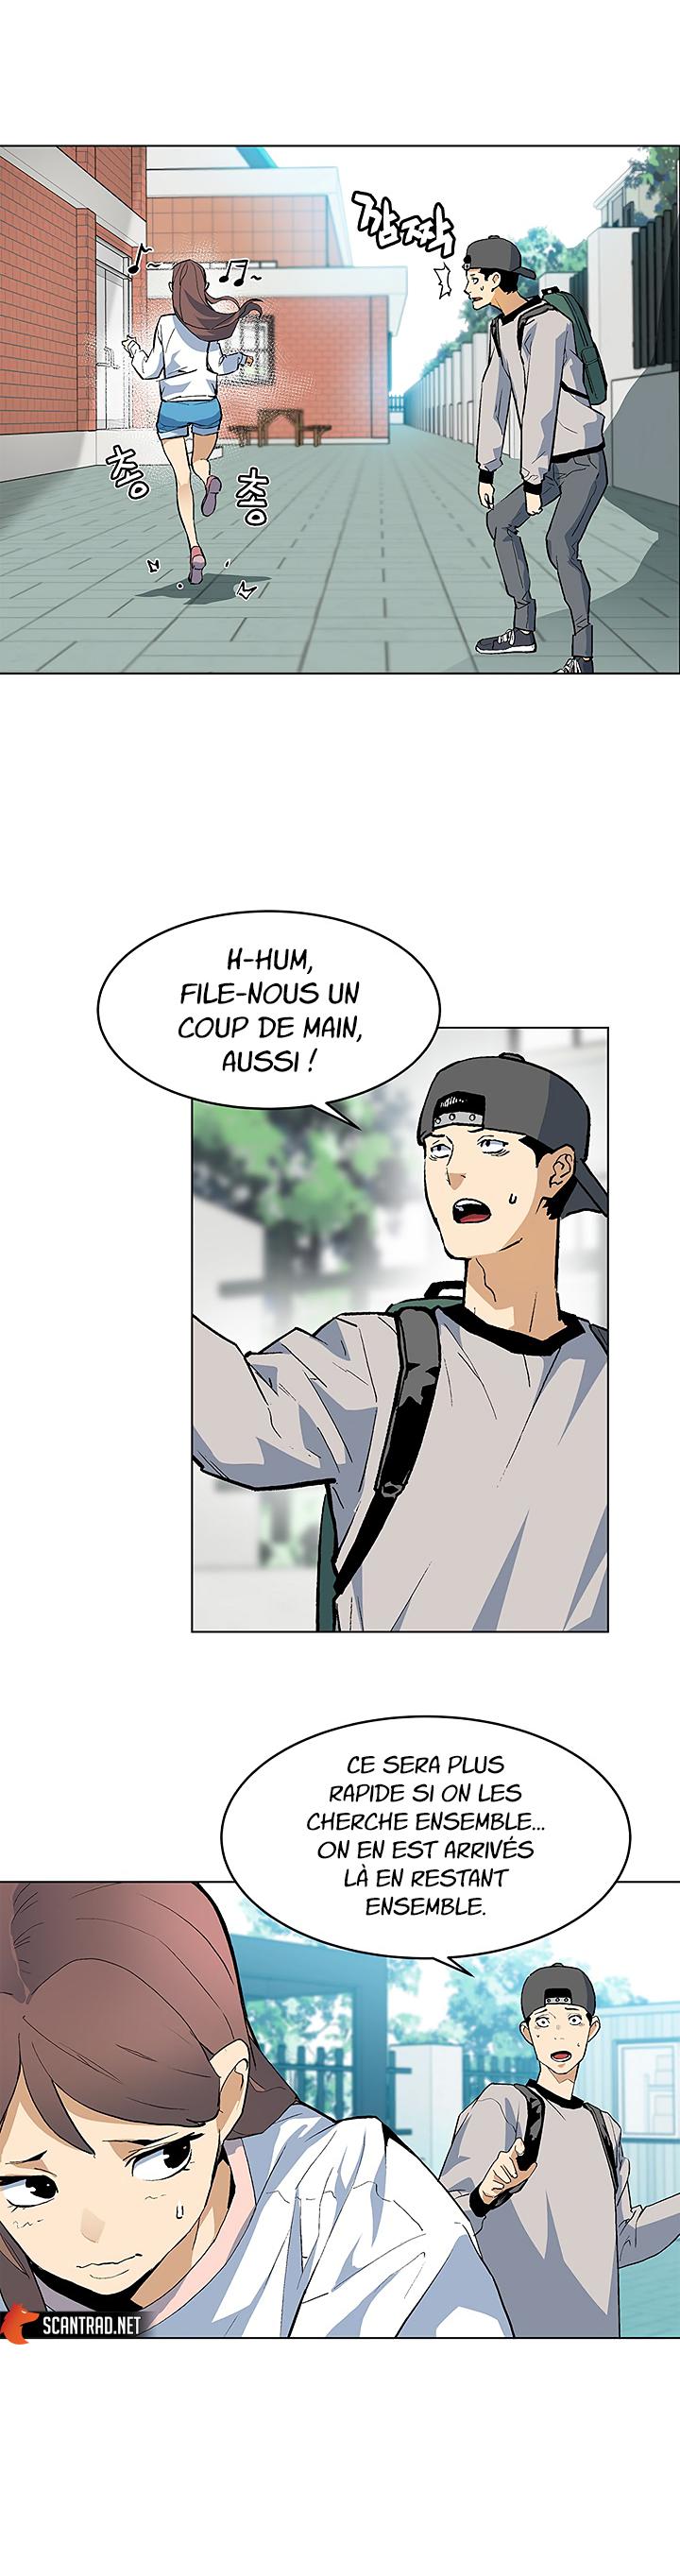 깜짝
총
총
H-HUM,
FILE-NOUS UN
COUP DE MAIN,
AUSSI !
CE SERA PLUS
RAPIDE SI ON LES
CHERCHE ENSEMBLE...
ON EN EST ARRIVÉS
LÀ EN RESTANT
ENSEMBLE.
SCANTRAD.NET